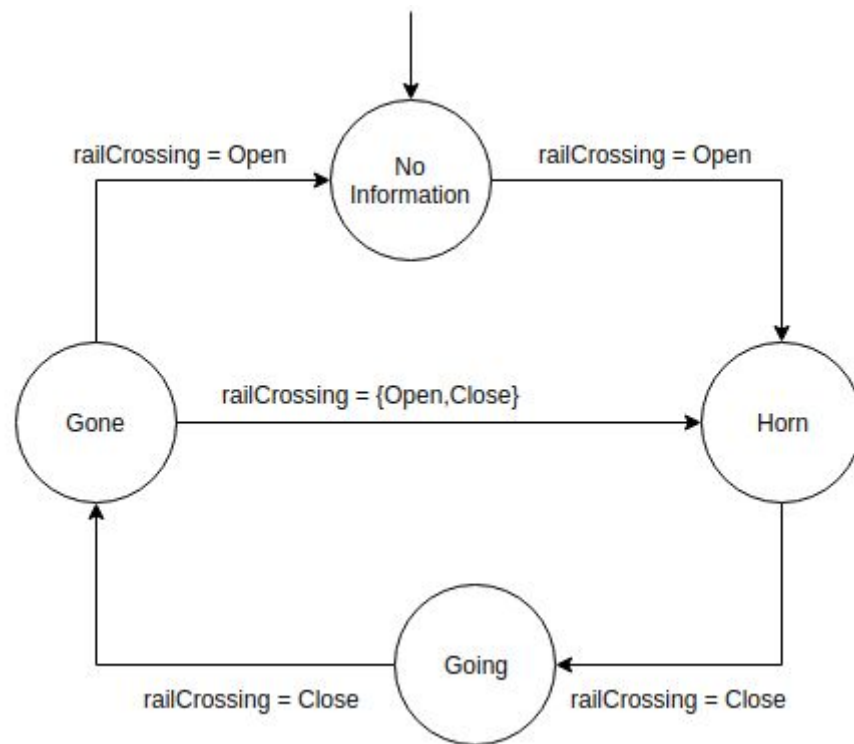 railCrossing = Open
No
Information
railCrossing = Open
Gone
railCrossing = {Open,Close}
Horn
Going
railCrossing = Close
railCrossing = Close